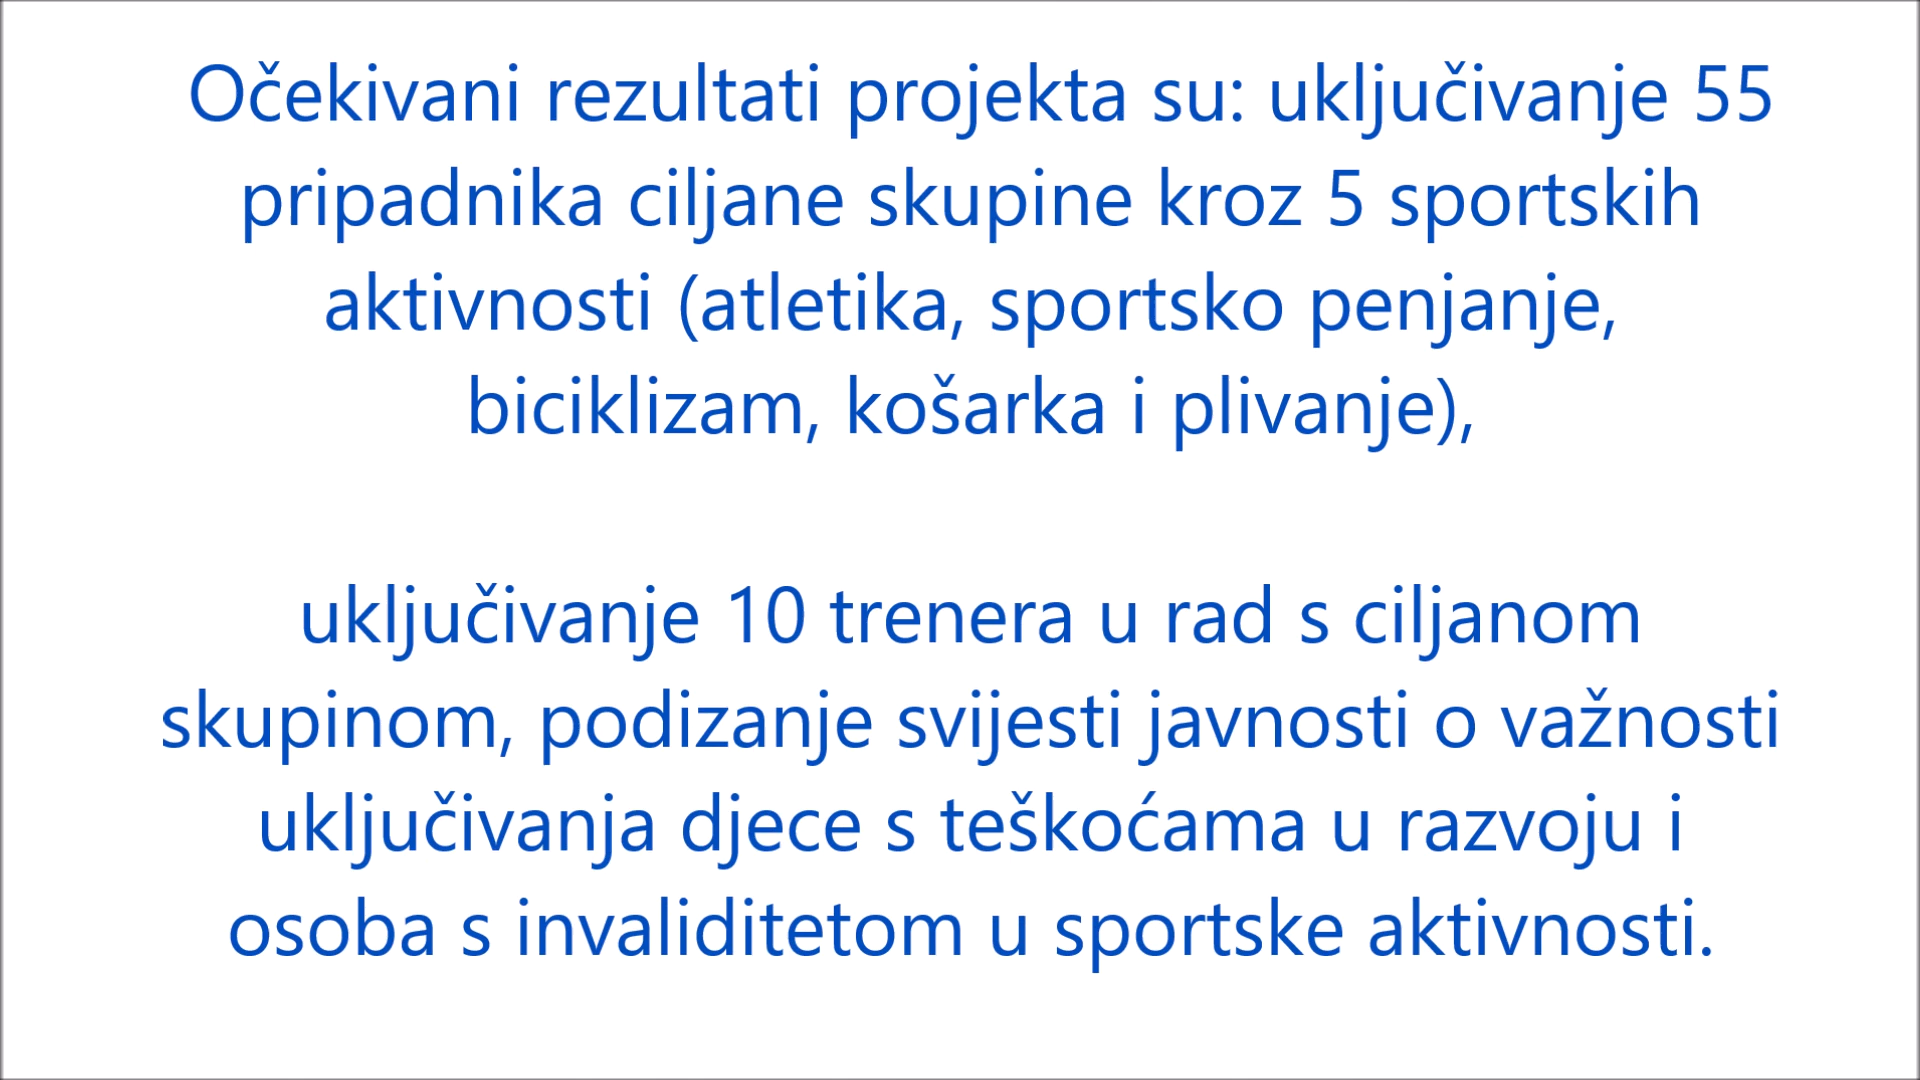 Očekivani rezultati projekta su: uključivanje 55
pripadnika ciljane skupine kroz 5 sportskih
aktivnosti (atletika, sportsko penjanje,
biciklizam, košarka i plivanje),
uključivanje 10 trenera u rad s ciljanom
skupinom, podizanje svijesti javnosti o važnosti
uključivanja djece s teškoćama u razvoju i
osoba s invaliditetom u sportske aktivnosti.